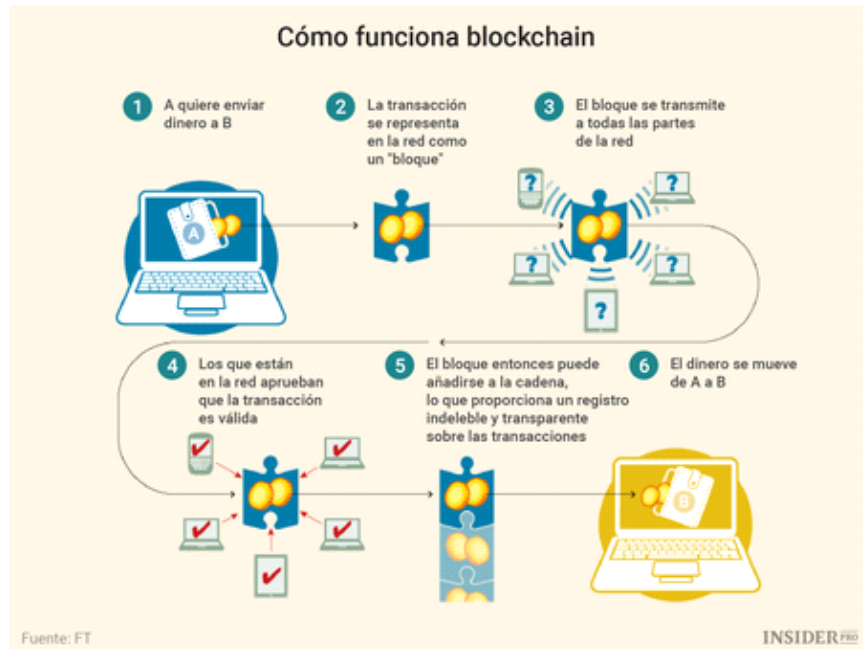 Cómo funciona blockchain
1
A quiere enviar
dinero a B
2
La transacción
se representa
en la red como
un "bloque"
3
El bloque se transmite
a todas las partes
de la red
A
?
?
?
?
?
4
Los que están
en la red aprueban
que la transacción
es válida
5
El bloque entonces puede
añadirse a la cadena,
lo que proporciona un registro
indeleble y transparente
sobre las transacciones
6
El dinero se mueve
de A a B
B
Fuente: FT
INSIDER PRO